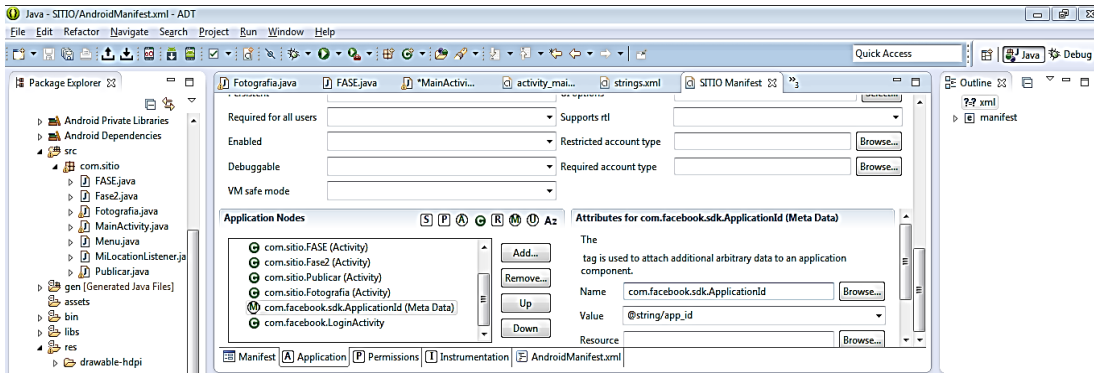 Java - SITIO/AndroidManifest.xml - ADT
File Edit Refactor Navigate Search Project Run Window Help
Quick Access Java Debug
Package Explorer
Android Private Libraries
Android Dependencies
src
com.sitio
FASE.java
Fase2.java
Fotografia.java
MainActivity.java
Menu.java
MiLocationListener.ja
Publicar.java
gen [Generated Java Files]
assets
bin
libs
res
drawable-hdpi
Fotografia.java FASE.java *MainActivi... activity_mai... strings.xml SITIO Manifest »3
Required for all users Supports rtl
Enabled Restricted account type Browse...
Debuggable Required account type Browse...
VM safe mode
Application Nodes S P A C R M U Az
com.sitio.FASE (Activity)
com.sitio.Fase2 (Activity)
com.sitio.Publicar (Activity)
com.sitio.Fotografia (Activity)
com.facebook.sdk.ApplicationId (Meta Data)
com.facebook.LoginActivity
Add...
Remove...
Up
Down
Attributes for com.facebook.sdk.ApplicationId (Meta Data)
The
tag is used to attach additional arbitrary data to an application
component.
Name com.facebook.sdk.ApplicationId Browse...
Value @string/app_id
Resource Browse...
Manifest A Application P Permissions I Instrumentation F AndroidManifest.xml
Outline
?=? xml
e manifest